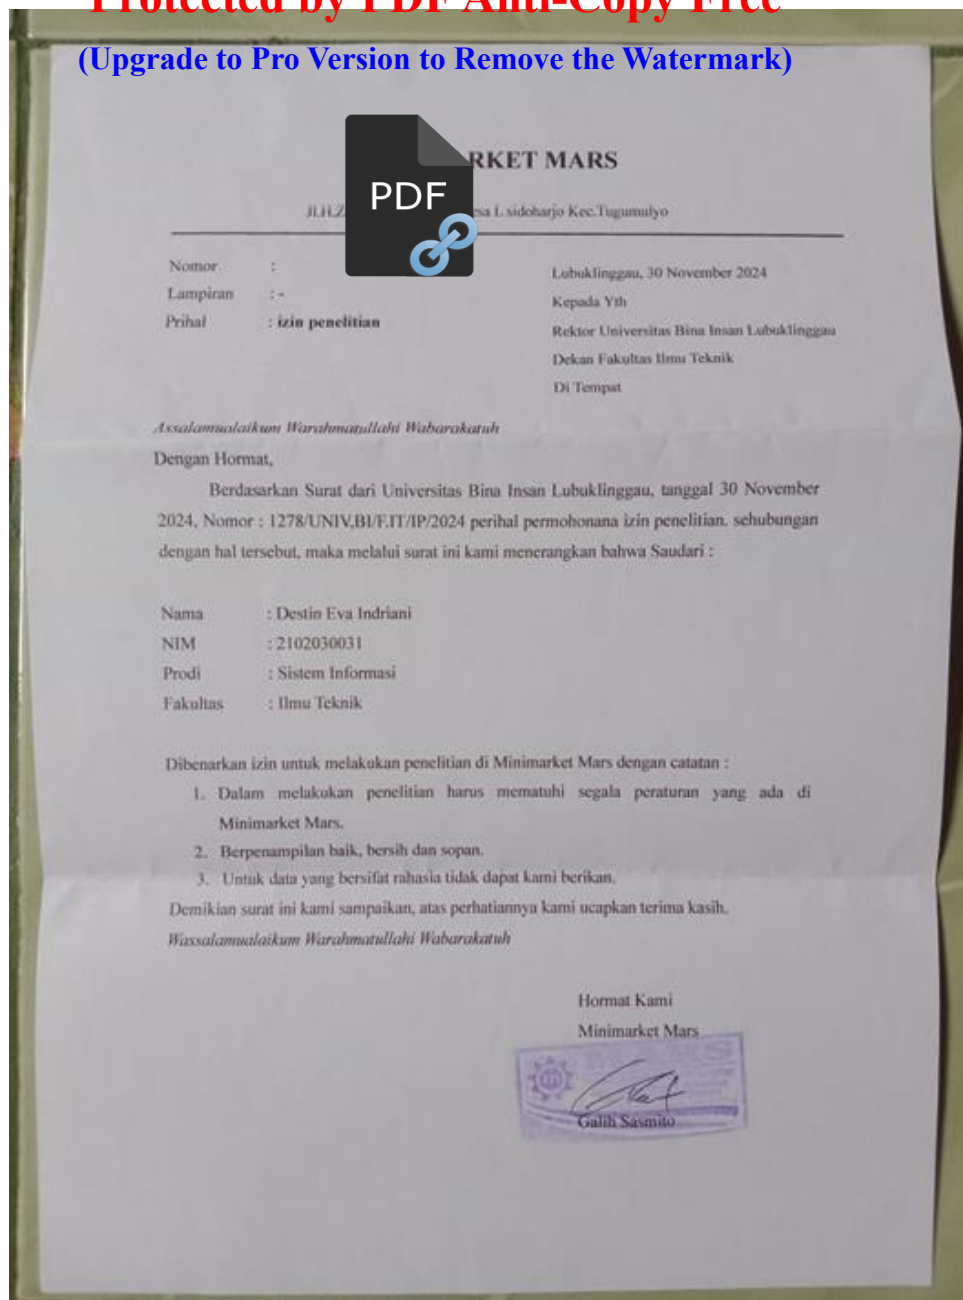 Protected by PDF Anti-Copy Free
(Upgrade to Pro Version to Remove the Watermark)
PDF
RKET MARS
Jl.H.Z sa L sidoharjo Kec.Tugumulyo
Nomor :
Lampiran : -
Prihal : izin penelitian
Lubuklinggau, 30 November 2024
Kepada Yth
Rektor Universitas Bina Insan Lubuklinggau
Dekan Fakultas Ilmu Teknik
Di Tempat
Assalamualaikum Warahmatullahi Wabarakatuh
Dengan Hormat,
Berdasarkan Surat dari Universitas Bina Insan Lubuklinggau, tanggal 30 November
2024, Nomor : 1278/UNIV,BI/F.IT/IP/2024 perihal permohonana izin penelitian. sehubungan
dengan hal tersebut, maka melalui surat ini kami menerangkan bahwa Saudari :
Nama : Destin Eva Indriani
NIM : 2102030031
Prodi : Sistem Informasi
Fakultas : Ilmu Teknik
Dibenarkan izin untuk melakukan penelitian di Minimarket Mars dengan catatan :
1. Dalam melakukan penelitian harus mematuhi segala peraturan yang ada di
Minimarket Mars.
2. Berpenampilan baik, bersih dan sopan.
3. Untuk data yang bersifat rahasia tidak dapat kami berikan.
Demikian surat ini kami sampaikan, atas perhatiannya kami ucapkan terima kasih.
Wassalamualaikum Warahmatullahi Wabarakatuh
Hormat Kami
Minimarket Mars
Galih Sasmito